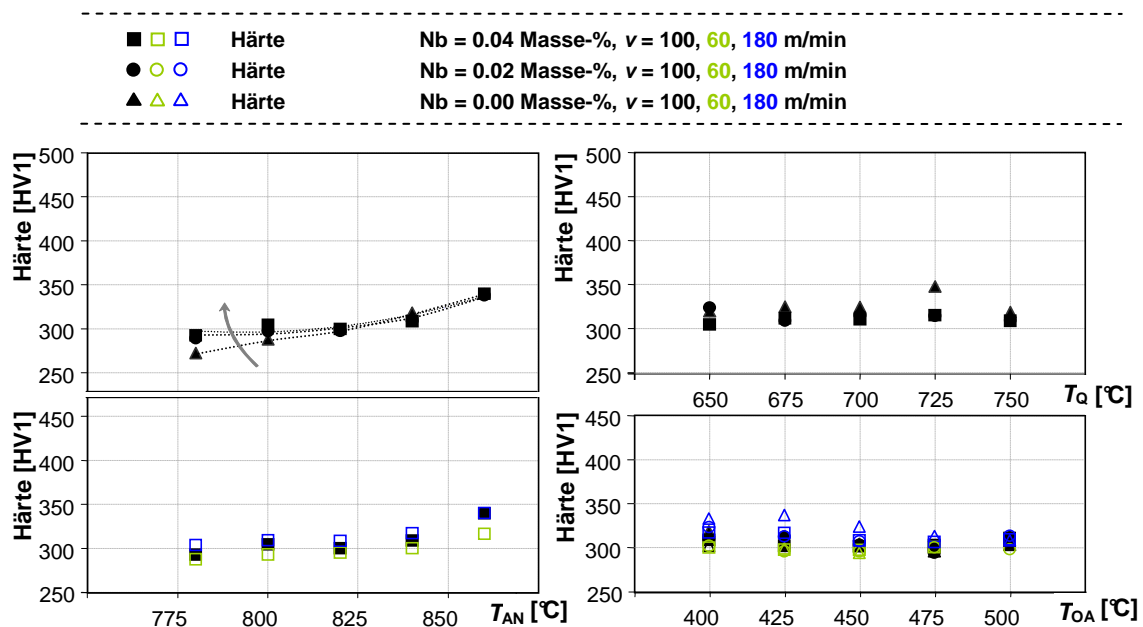 Härte Nb = 0.04 Masse-%, v = 100, 60, 180 m/min
Härte Nb = 0.02 Masse-%, v = 100, 60, 180 m/min
Härte Nb = 0.00 Masse-%, v = 100, 60, 180 m/min
Härte [HV1]
500
450
400
350
300
250
Härte [HV1]
500
450
400
350
300
250
650 675 700 725 750 TQ [°C]
Härte [HV1]
450
400
350
300
250
775 800 825 850 TAN [°C]
Härte [HV1]
450
400
350
300
250
400 425 450 475 500 TOA [°C]